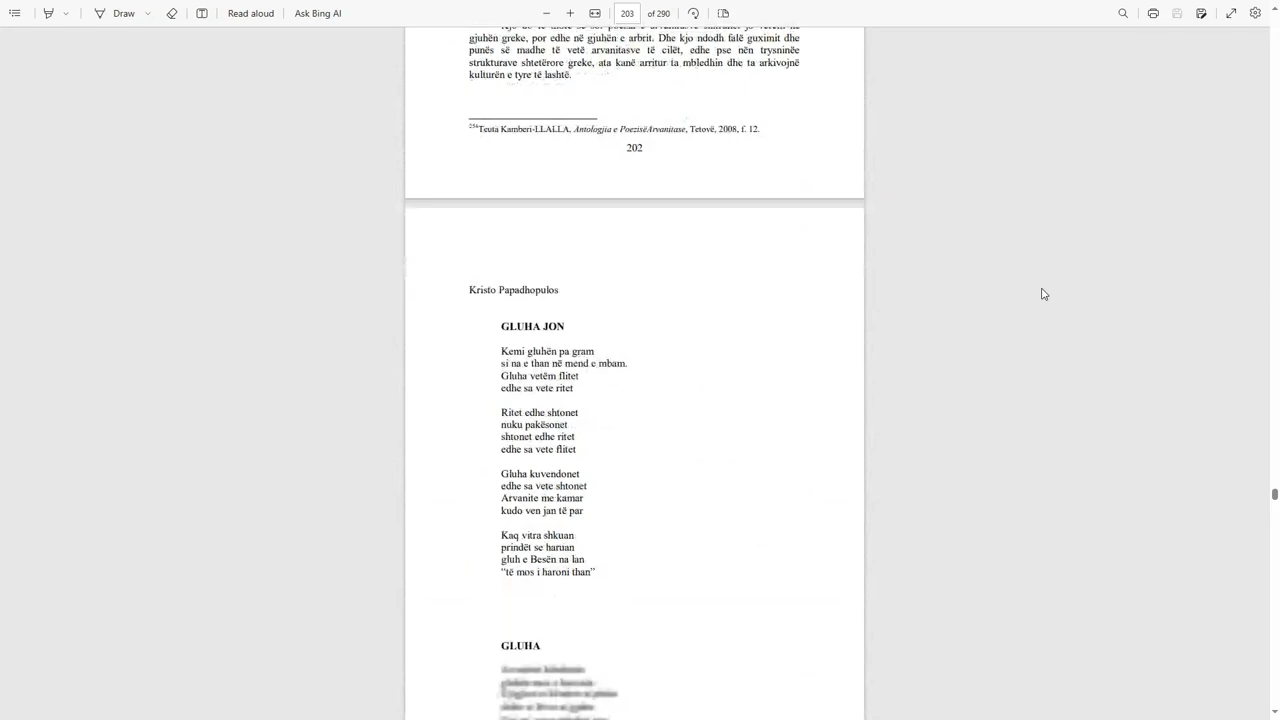 Draw
Read aloud
Ask Bing AI
203 of 290
gjuhën greke, por edhe në gjuhën e arbrit. Dhe kjo ndodh falë guximit dhe
punës së madhe të vetë arvanitasve të cilët, edhe pse nën trysninëe
strukturave shtetërore greke, ata kanë arritur ta mbledhin dhe ta arkivojnë
kulturën e tyre të lashtë.
254Teuta Kamberi-LLALLA, Antologjia e PoezisëArvanitase, Tetovë, 2008, f. 12.
202
Kristo Papadhopulos
GLUHA JON
Kemi gluhën pa gram
si na e than në mend e mbam.
Gluha vetëm flitet
edhe sa vete ritet
Ritet edhe shtonet
nuku pakësonet
shtonet edhe ritet
edhe sa vete flitet
Gluha kuvendonet
edhe sa vete shtonet
Arvanite me kamar
kudo ven jan të par
Kaq vitra shkuan
prindët se haruan
gluh e Besën na lan
“të mos i haroni than”
GLUHA